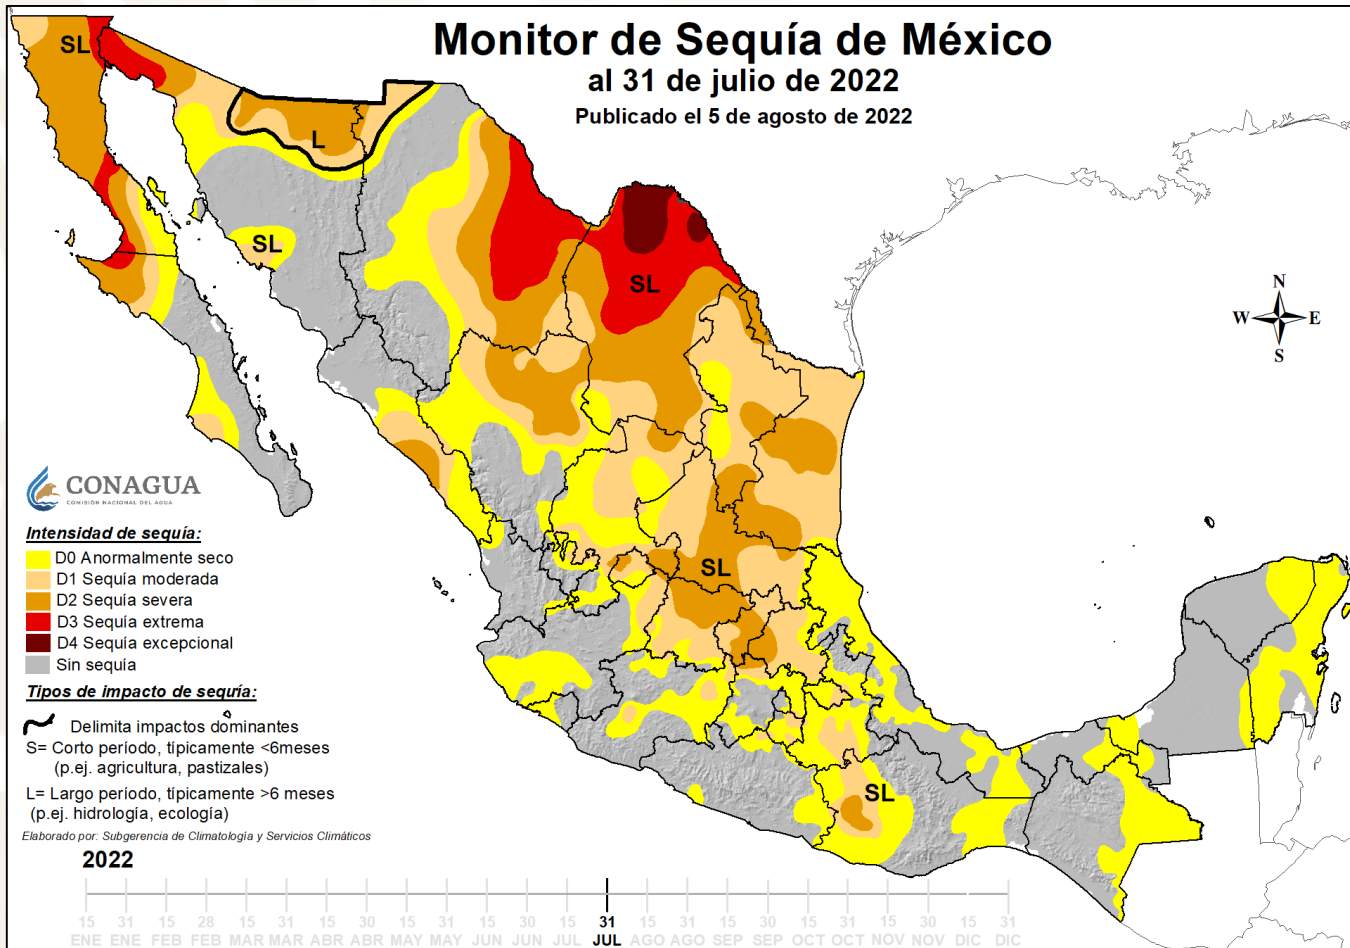 Monitor de Sequía de México
al 31 de julio de 2022
Publicado el 5 de agosto de 2022
SL
L
SL
SL
SL
SL
N
W E
S
CONAGUA
COMISIÓN NACIONAL DEL AGUA
Intensidad de sequía:
D0 Anormalmente seco
D1 Sequía moderada
D2 Sequía severa
D3 Sequía extrema
D4 Sequía excepcional
Sin sequía
Tipos de impacto de sequía:
Delimita impactos dominantes
S= Corto período, típicamente <6meses
(p.ej. agricultura, pastizales)
L= Largo período, típicamente >6 meses
(p.ej. hidrología, ecología)
Elaborado por: Subgerencia de Climatología y Servicios Climáticos
2022
15 31 15 28 15 31 15 30 15 31 15 30 15 31 15 31 15 30 15 31 15 30 15 31
ENE ENE FEB FEB MAR MAR ABR ABR MAY MAY JUN JUN JUL JUL AGO AGO SEP SEP OCT OCT NOV NOV DIC DIC